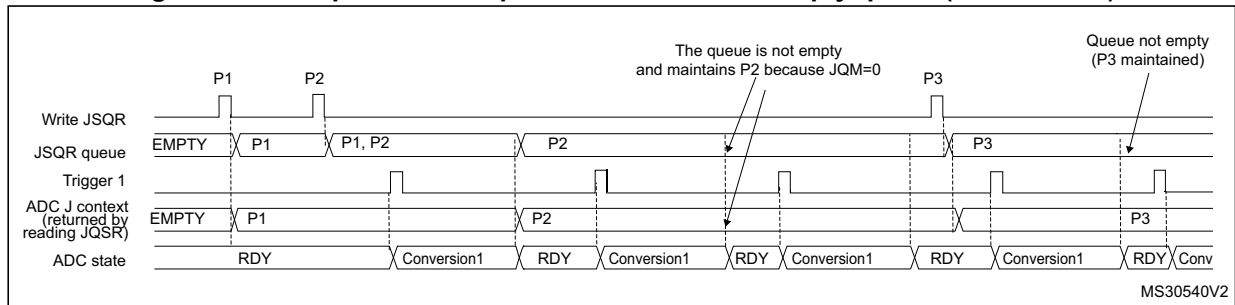 The queue is not empty
and maintains P2 because JQM=0
Queue not empty
(P3 maintained)
P1
P2
P3
Write JSQR
JSQR queue
EMPTY
P1
P1, P2
P2
P3
Trigger 1
ADC J context
(returned by
reading JQSR)
EMPTY
P1
P2
P3
ADC state
RDY
Conversion1
RDY
Conversion1
RDY
Conversion1
RDY
Conversion1
RDY
Conv
MS30540V2